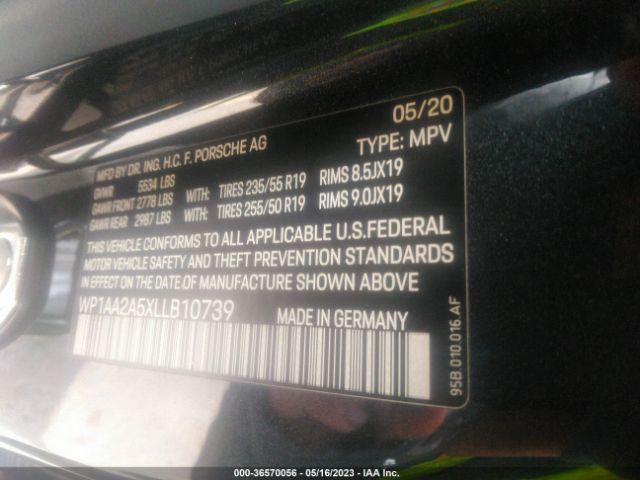 05/20
MFD BY DR. ING. H.C. F. PORSCHE AG TYPE: MPV
GVWR 5534 LBS
GAWR FRONT 2778 LBS WITH: TIRES 235/55 R19 RIMS 8.5JX19
GAWR REAR 2987 LBS WITH: TIRES 255/50 R19 RIMS 9.0JX19
THIS VEHICLE CONFORMS TO ALL APPLICABLE U.S.FEDERAL
MOTOR VEHICLE SAFETY AND THEFT PREVENTION STANDARDS
IN EFFECT ON THE DATE OF MANUFACTURE SHOWN ABOVE.
WP1AA2A5XLLB10739 MADE IN GERMANY
95B.010.016.AF
000-36570056 - 05/16/2023 - IAA Inc.